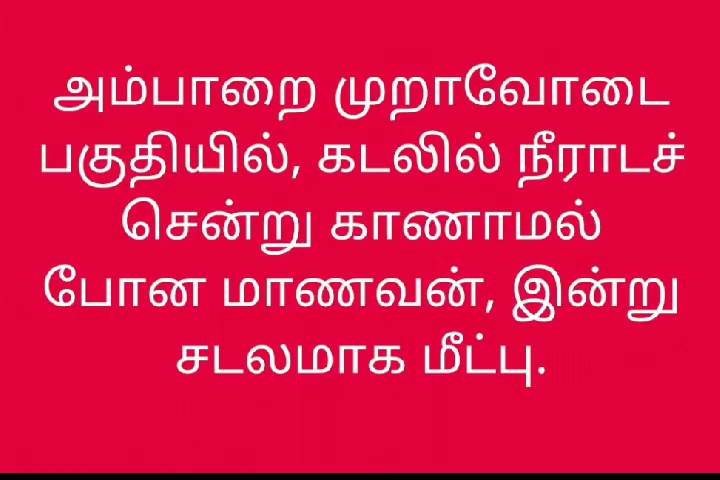 அம்பாறை முறாவோடை
பகுதியில், கடலில் நீராடச்
சென்று காணாமல்
போன மாணவன், இன்று
சடலமாக மீட்பு.